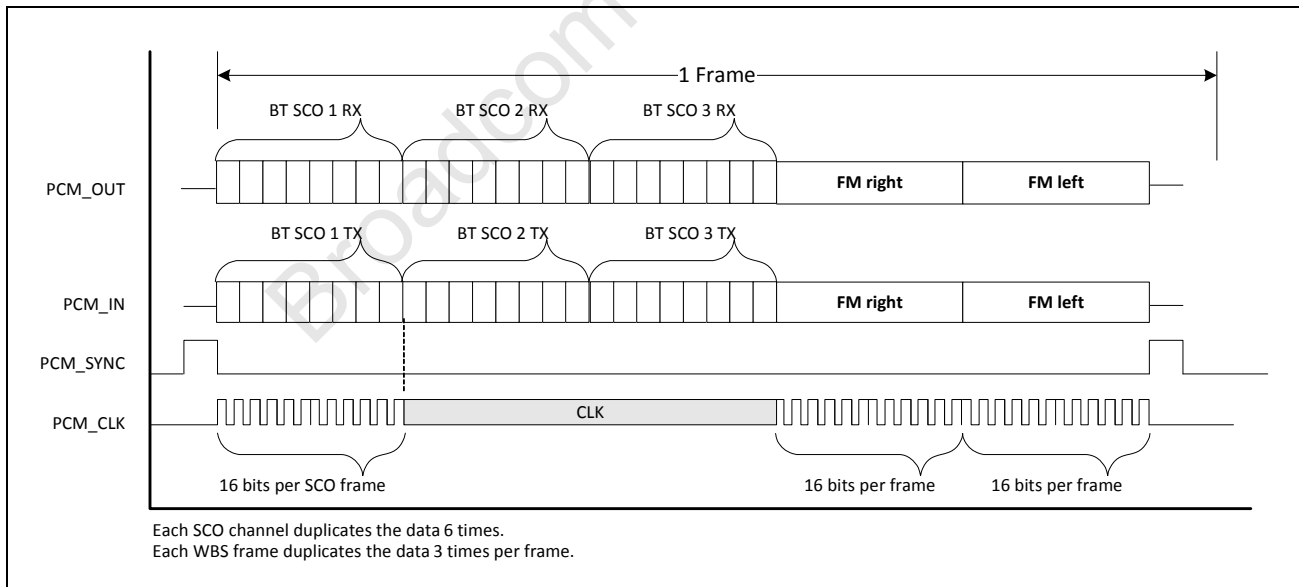 Broadcom
1 Frame
BT SCO 1 RX BT SCO 2 RX BT SCO 3 RX
PCM_OUT FM right FM left
BT SCO 1 TX BT SCO 2 TX BT SCO 3 TX
PCM_IN FM right FM left
PCM_SYNC
PCM_CLK CLK
16 bits per SCO frame 16 bits per frame 16 bits per frame
Each SCO channel duplicates the data 6 times.
Each WBS frame duplicates the data 3 times per frame.